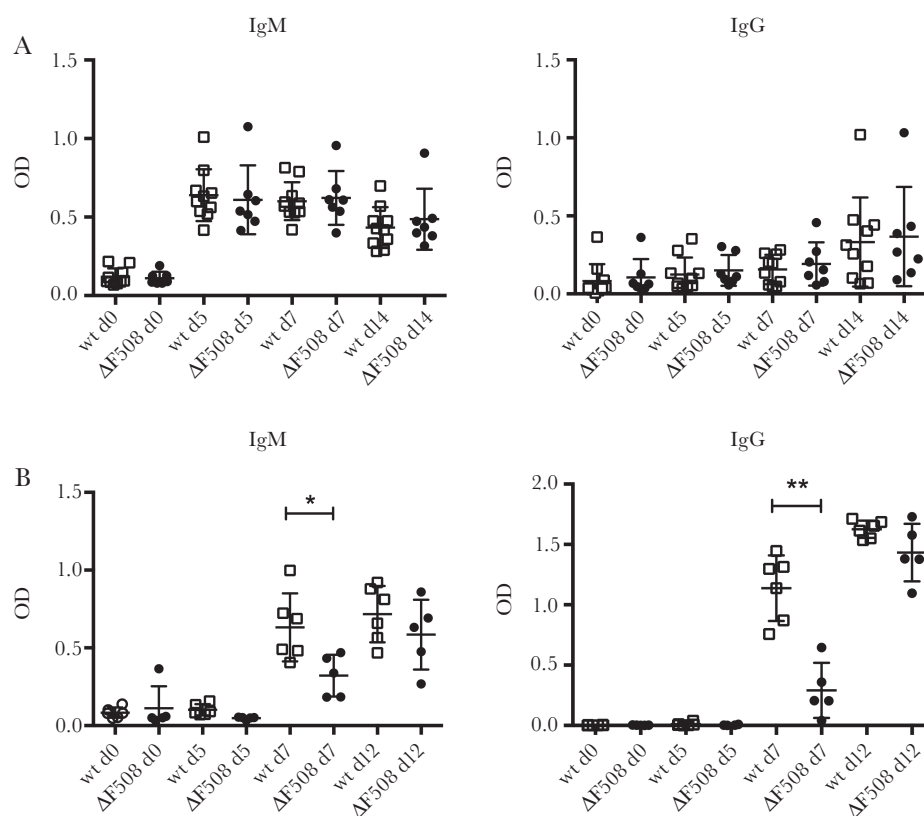 A
IgM
IgG
OD
1.5
1.0
0.5
0.0
wt d0
ΔF508 d0
wt d5
ΔF508 d5
wt d7
ΔF508 d7
wt d14
ΔF508 d14
OD
1.5
1.0
0.5
0.0
wt d0
ΔF508 d0
wt d5
ΔF508 d5
wt d7
ΔF508 d7
wt d14
ΔF508 d14
B
IgM
IgG
OD
1.5
1.0
0.5
0.0
*
wt d0
ΔF508 d0
wt d5
ΔF508 d5
wt d7
ΔF508 d7
wt d12
ΔF508 d12
OD
2.0
1.5
1.0
0.5
0.0
**
wt d0
ΔF508 d0
wt d5
ΔF508 d5
wt d7
ΔF508 d7
wt d12
ΔF508 d12